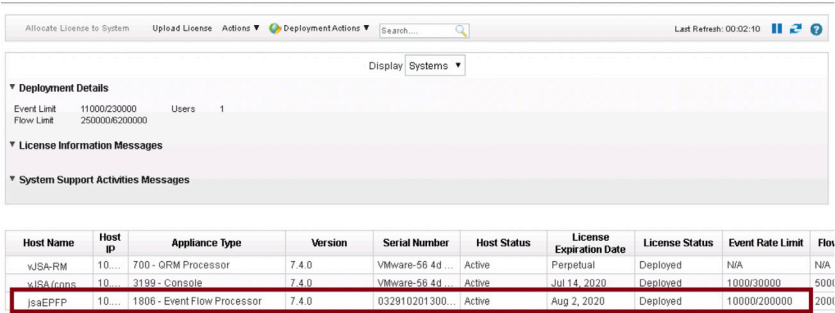 Allocate License to System Upload License Actions ▼ Deployment Actions ▼ Search.... Last Refresh: 00:02:10
Display Systems ▼
▼ Deployment Details
Event Limit 11000/230000 Users 1
Flow Limit 250000/6200000
▼ License Information Messages
▼ System Support Activities Messages
Host Name Host IP Appliance Type Version Serial Number Host Status License Expiration Date License Status Event Rate Limit Flov
vJSA-RM 10.... 700 - QRM Processor 7.4.0 VMware-56 4d ... Active Perpetual Deployed N/A N/A
vJSA (cons 10.... 3199 - Console 7.4.0 VMware-56 4d ... Active Jul 14, 2020 Deployed 1000/30000 5000
jsaEPFP 10.... 1806 - Event Flow Processor 7.4.0 032910201300... Active Aug 2, 2020 Deployed 10000/200000 2000